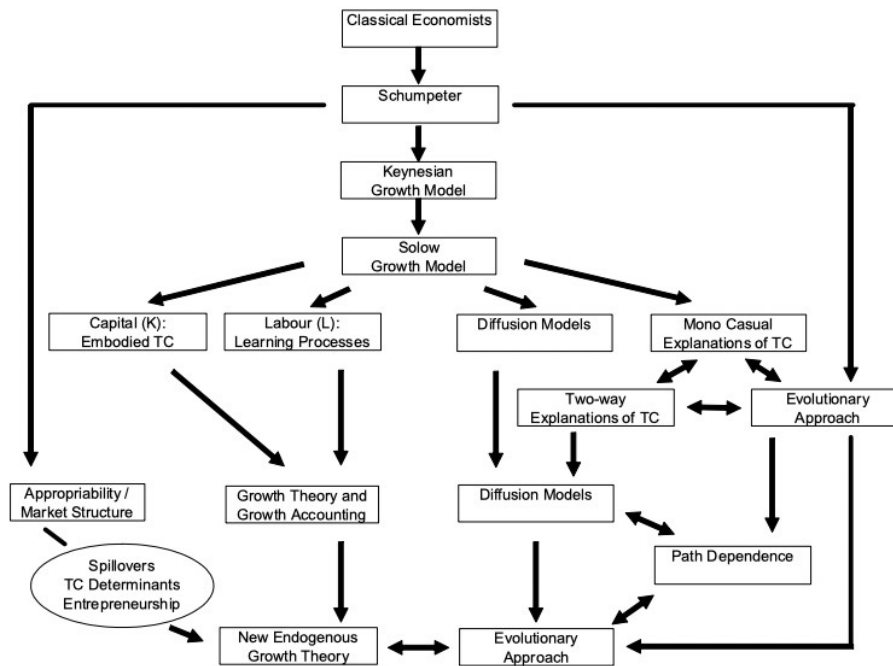 Classical Economists
Schumpeter
Keynesian
Growth Model
Solow
Growth Model
Capital (K):
Embodied TC
Labour (L):
Learning Processes
Diffusion Models
Mono Casual
Explanations of TC
Two-way
Explanations of TC
Evolutionary
Approach
Appropriability /
Market Structure
Growth Theory and
Growth Accounting
Diffusion Models
Path Dependence
Spillovers
TC Determinants
Entrepreneurship
New Endogenous
Growth Theory
Evolutionary
Approach